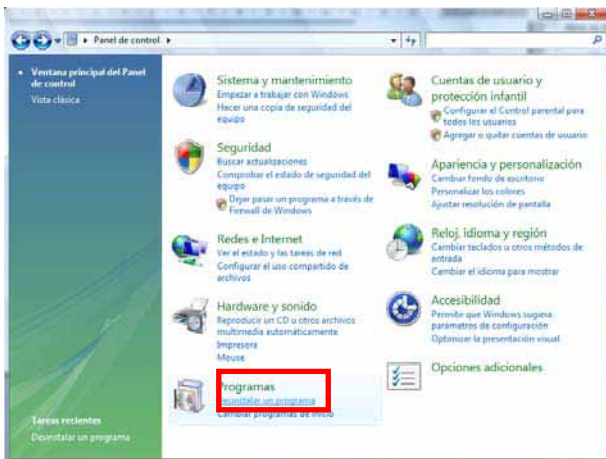 Panel de control
Ventana principal del Panel
de control
Vista clásica
Sistema y mantenimiento
Empezar a trabajar con Windows
Hacer una copia de seguridad del
equipo
Seguridad
Buscar actualizaciones
Comprobar el estado de seguridad del
equipo
Dejar pasar un programa a través de
Firewall de Windows
Redes e Internet
Ver el estado y las tareas de red
Configurar el uso compartido de
archivos
Hardware y sonido
Reproducir un CD u otros archivos
multimedia automáticamente
Impresora
Mouse
Programas
Desinstalar un programa
Cambiar programas de inicio
Cuentas de usuario y
protección infantil
Configurar el Control parental para
todos los usuarios
Agregar o quitar cuentas de usuario
Apariencia y personalización
Cambiar fondo de escritorio
Personalizar los colores
Ajustar resolución de pantalla
Reloj, idioma y región
Cambiar teclados u otros métodos de
entrada
Cambiar el idioma para mostrar
Accesibilidad
Permite que Windows sugiera
parámetros de configuración
Optimizar la presentación visual
Opciones adicionales
Tareas recientes
Desinstalar un programa